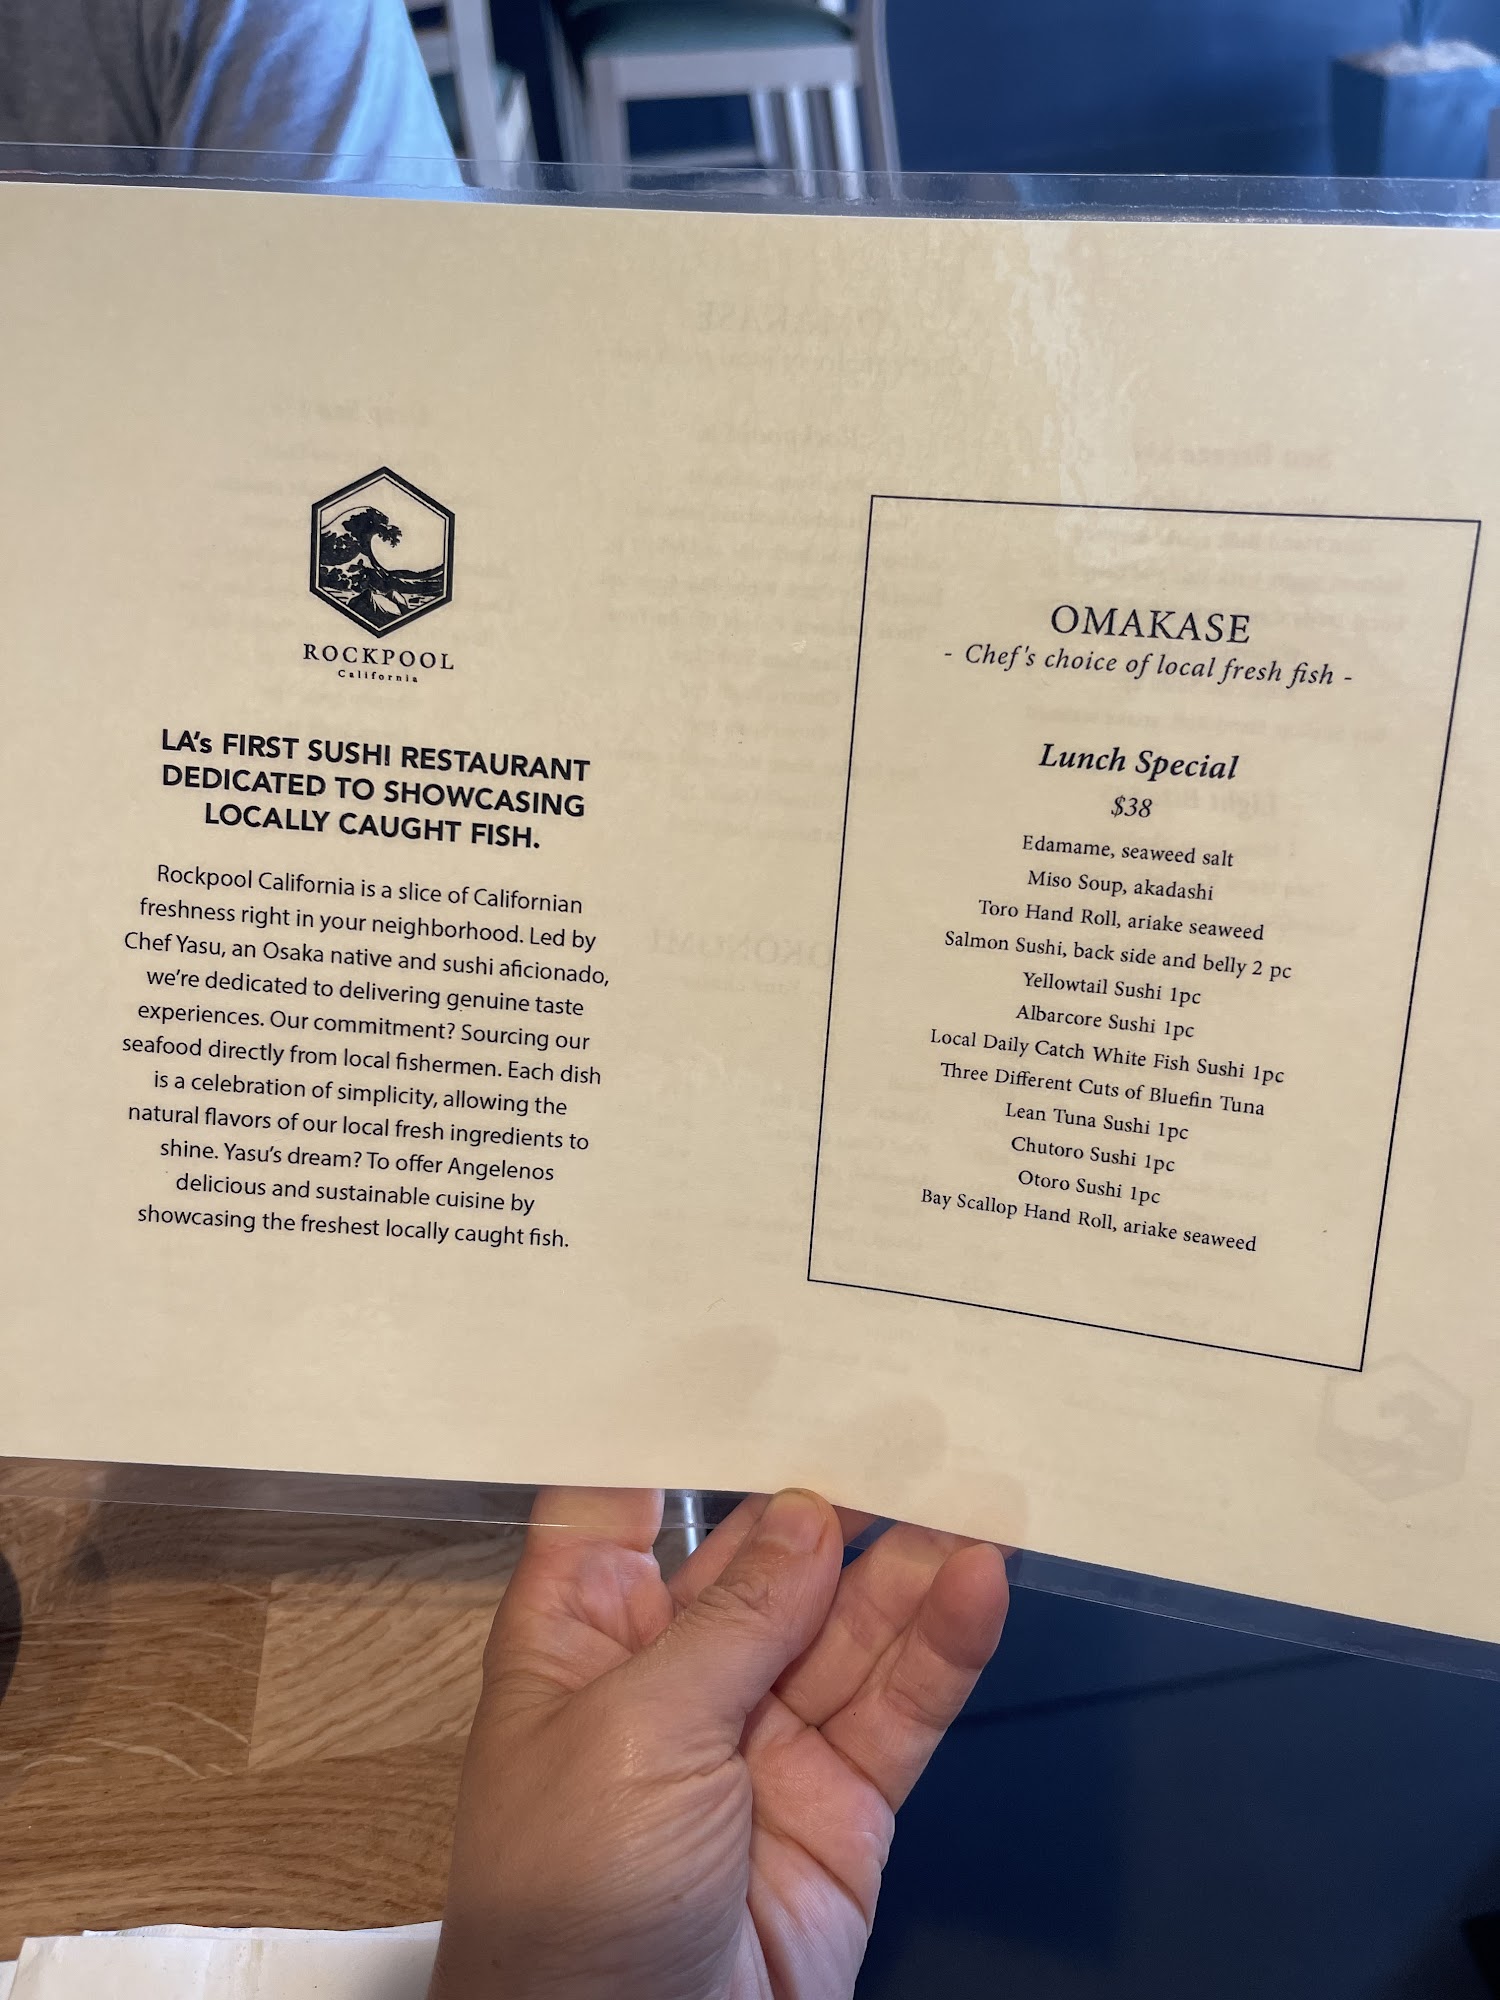 ROCKPOOL
California
LA's FIRST SUSHI RESTAURANT
DEDICATED TO SHOWCASING
LOCALLY CAUGHT FISH.
Rockpool California is a slice of Californian
freshness right in your neighborhood. Led by
Chef Yasu, an Osaka native and sushi aficionado,
we're dedicated to delivering genuine taste
experiences. Our commitment? Sourcing our
seafood directly from local fishermen. Each dish
is a celebration of simplicity, allowing the
natural flavors of our local fresh ingredients to
shine. Yasu's dream? To offer Angelenos
delicious and sustainable cuisine by
showcasing the freshest locally caught fish.
OMAKASE
- Chef's choice of local fresh fish -
Lunch Special
$38
Edamame, seaweed salt
Miso Soup, akadashi
Toro Hand Roll, ariake seaweed
Salmon Sushi, back side and belly 2 pc
Yellowtail Sushi 1pc
Albarcore Sushi 1pc
Local Daily Catch White Fish Sushi 1pc
Three Different Cuts of Bluefin Tuna
Lean Tuna Sushi 1pc
Chutoro Sushi 1pc
Otoro Sushi 1pc
Bay Scallop Hand Roll, ariake seaweed